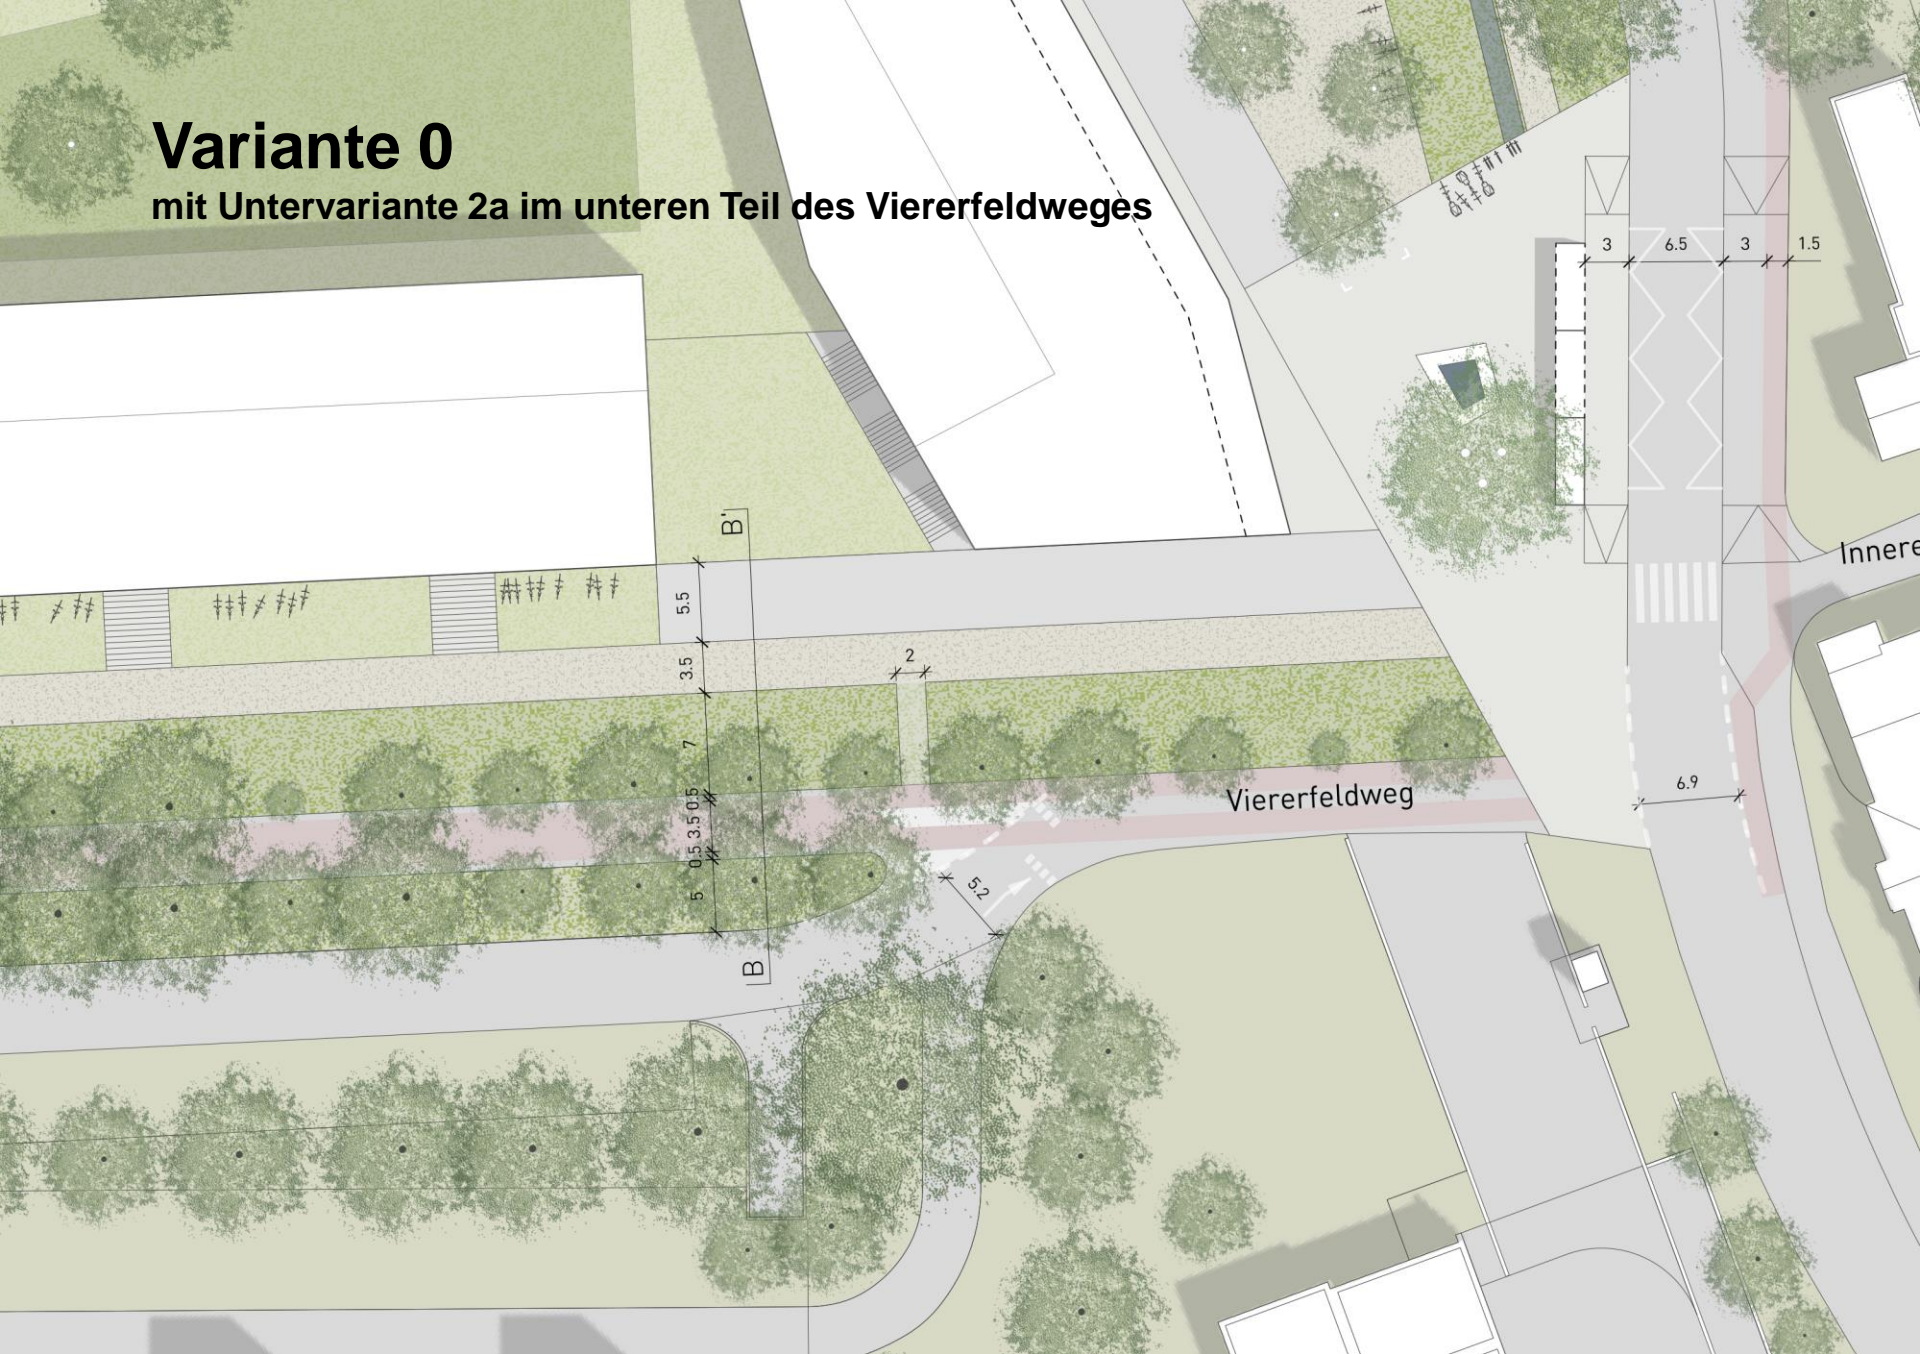 Variante 0
mit Untervariante 2a im unteren Teil des Viererfeldweges
3 6.5 3 1.5
Innere
B'
5.5
3.5
2
7
0.5
3.5
0.5
5
B
Viererfeldweg
6.9
5.2